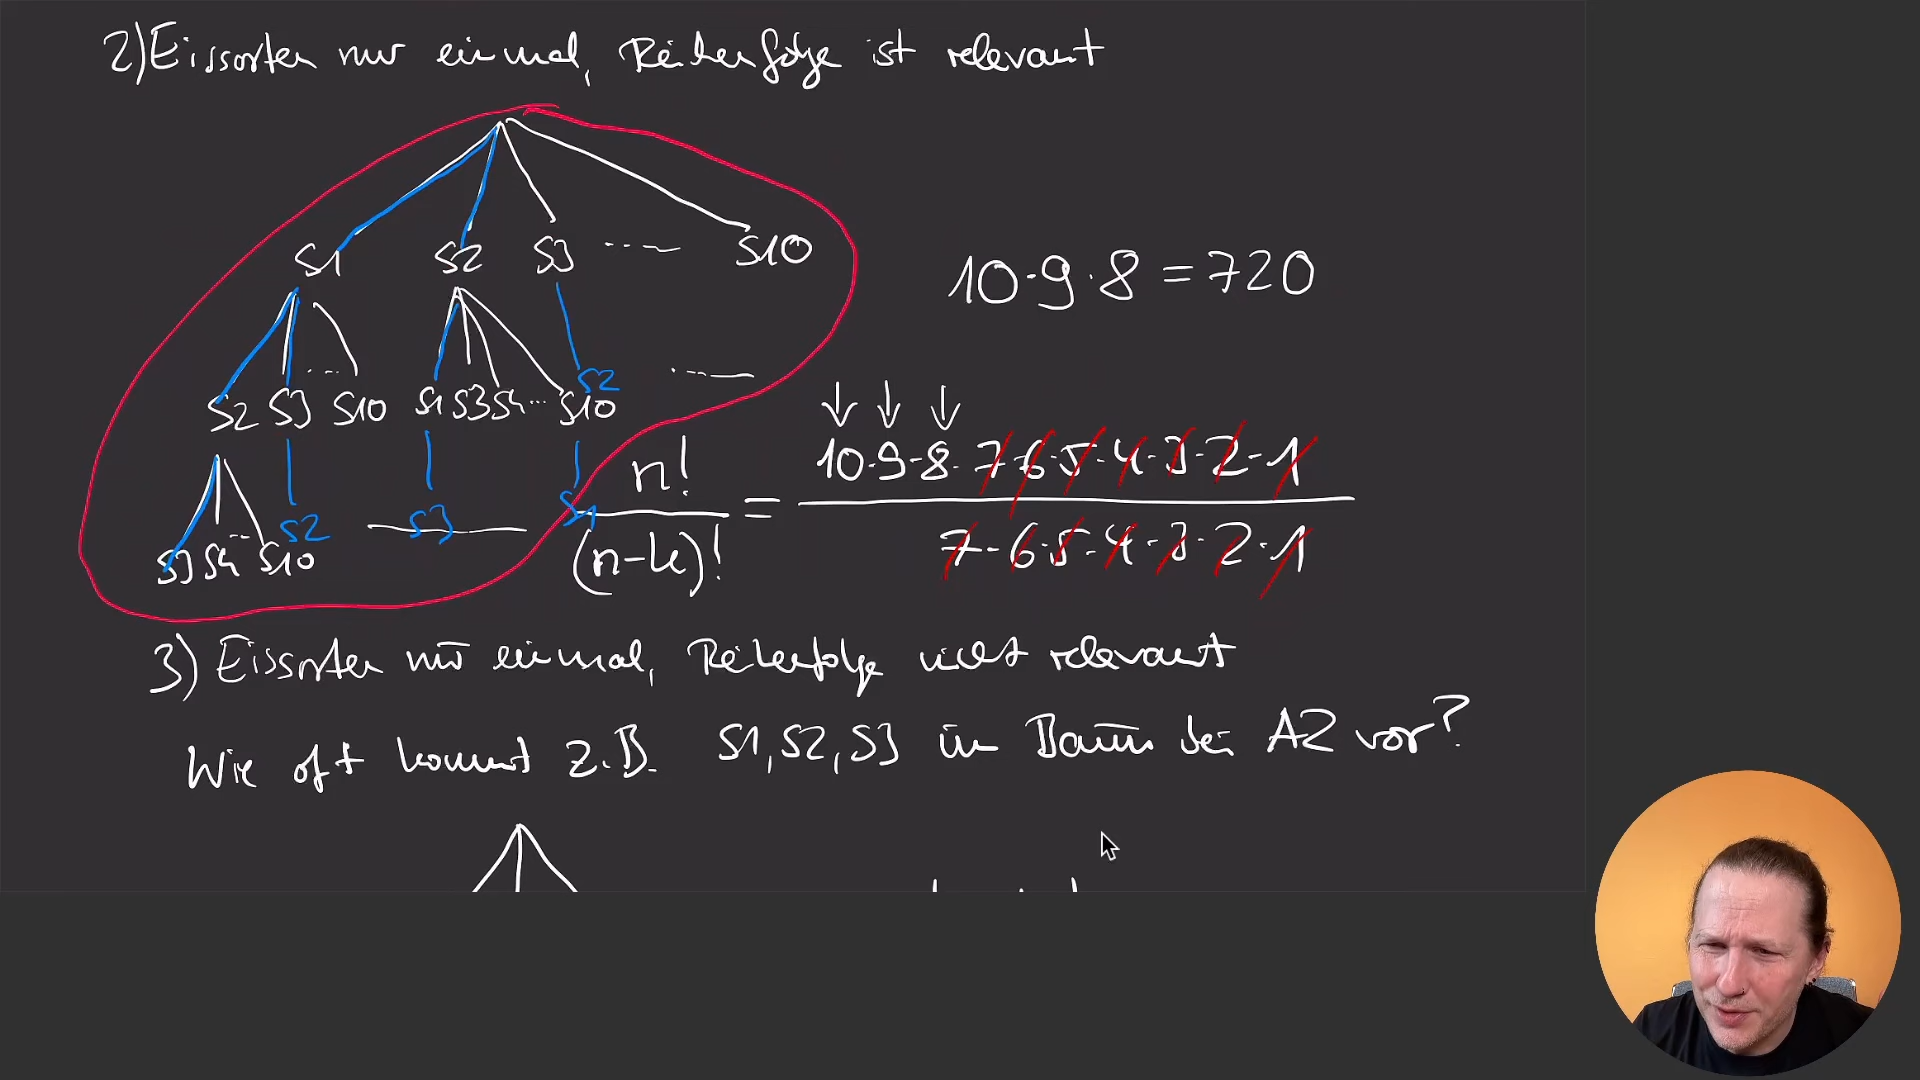 2) Eissorten nur einmal, Reihenfolge ist relevant
S1 S2 S3 ..... S10
10·9·8 = 720
S2 S3 ... S10 S1 S3 S4 ... S10 S2 .....
S3 S4 ... S10 S2 S3 S1
n!/(n-k)! = 10·9·8·7·6·5·4·3·2·1
7·6·5·4·3·2·1
3) Eissorten nur einmal, Reihenfolge nicht relevant
Wie oft kommt z.B. S1, S2, S3 im Baum bei A2 vor?